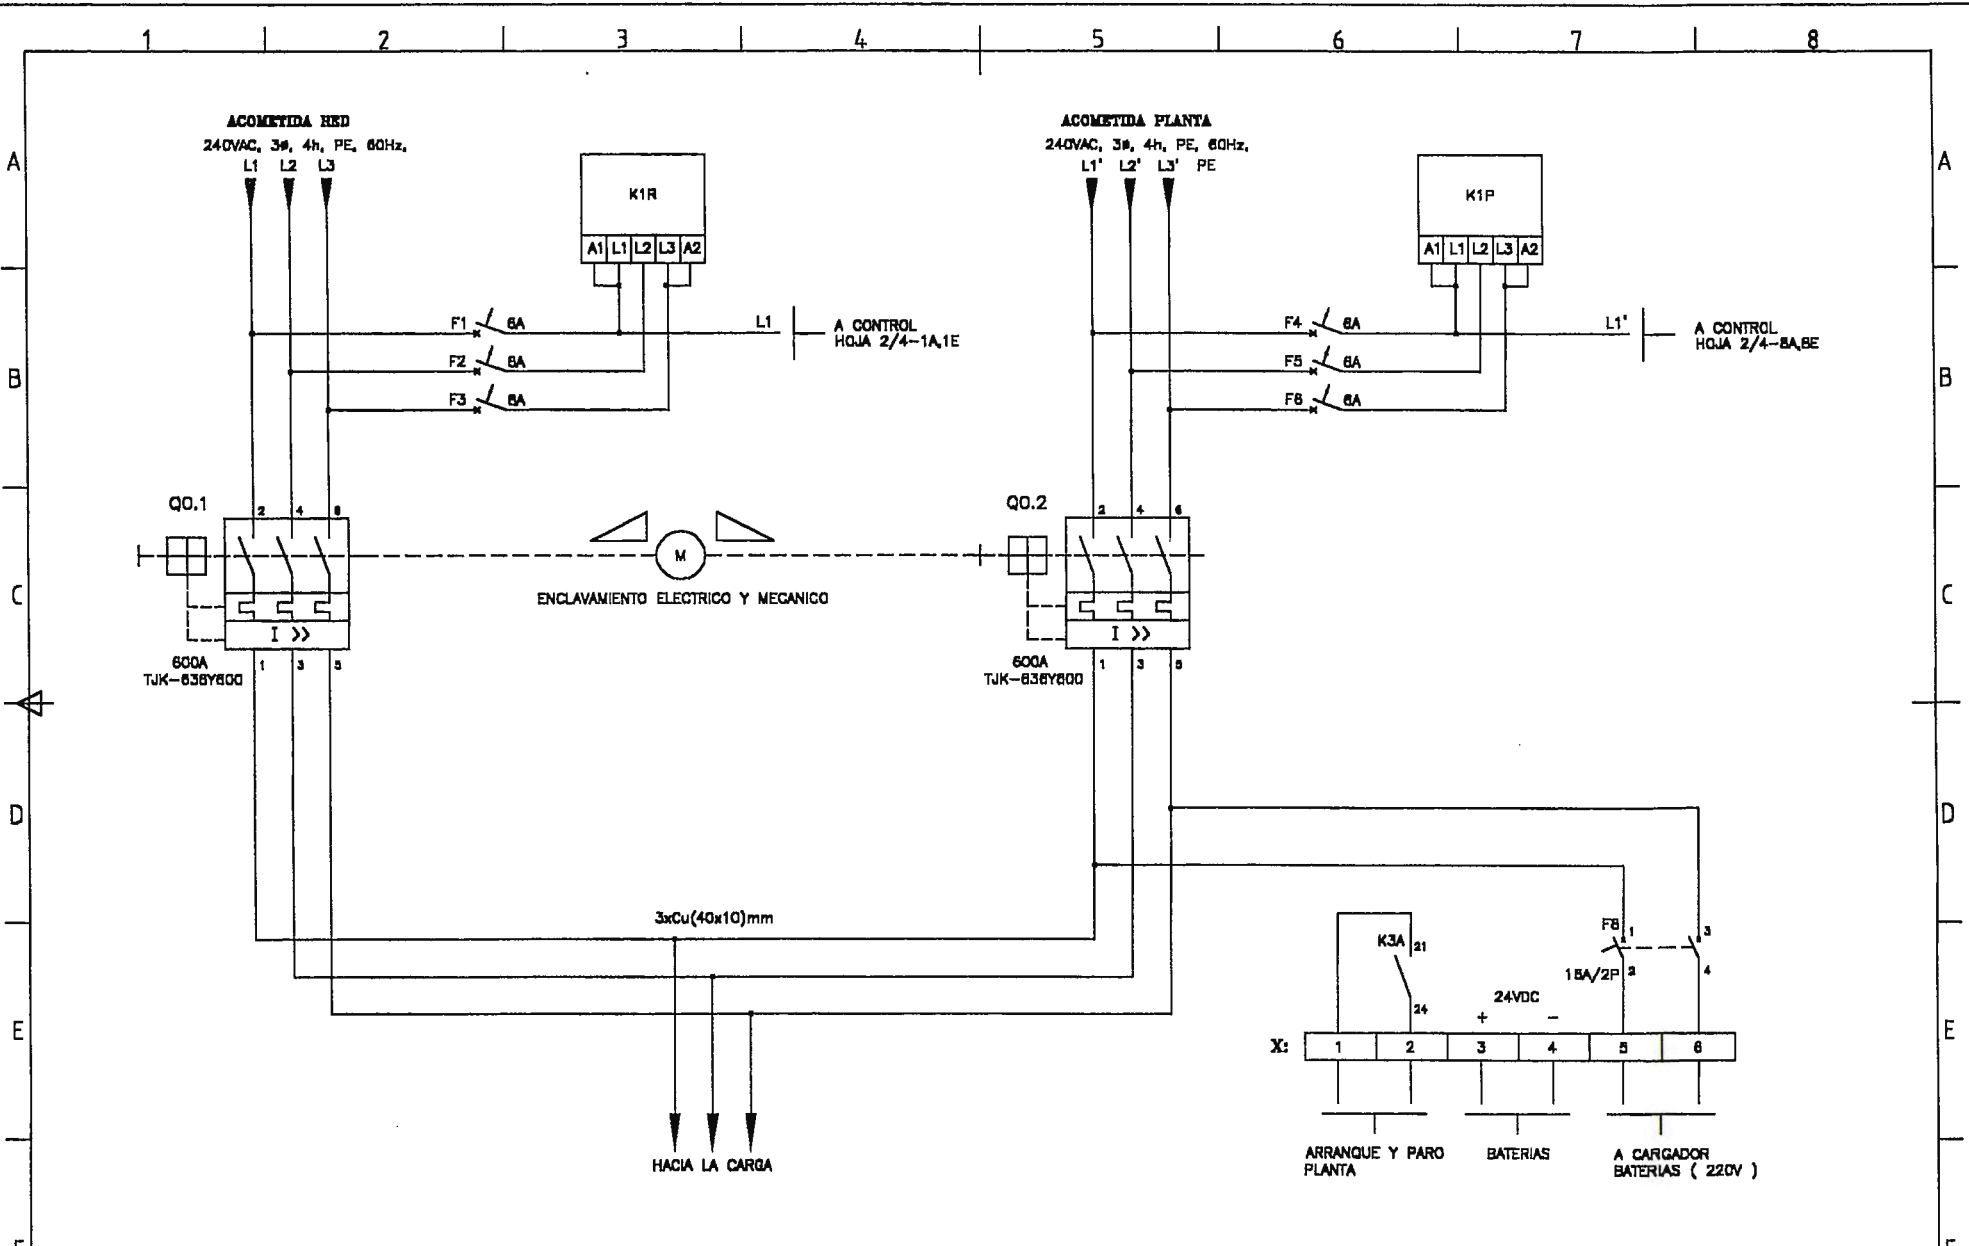 1 2 3 4 5 6 7 8
A A
B B
C C
D D
E E
ACOMETIDA RED
240VAC, 3ø, 4h, PE, 60Hz,
L1 L2 L3
K1R
A1 L1 L2 L3 A2
F1 6A
F2 6A
F3 6A
L1
A CONTROL
HOJA 2/4-1A,1E
ACOMETIDA PLANTA
240VAC, 3ø, 4h, PE, 60Hz,
L1' L2' L3' PE
K1P
A1 L1 L2 L3 A2
F4 6A
F5 6A
F6 6A
L1'
A CONTROL
HOJA 2/4-8A,8E
Q0.1
2 4 6
I >>
600A
TJK-636Y600
1 3 5
M
ENCLAVAMIENTO ELECTRICO Y MECANICO
Q0.2
2 4 6
I >>
600A
TJK-636Y600
1 3 5
3xCu(40x10)mm
HACIA LA CARGA
K3A 21
24
24VDC
+ -
1 3
16A/2P 2 4
X: 1 2 3 4 5 6
ARRANQUE Y PARO
PLANTA
BATERIAS
A CARGADOR
BATERIAS ( 220V )